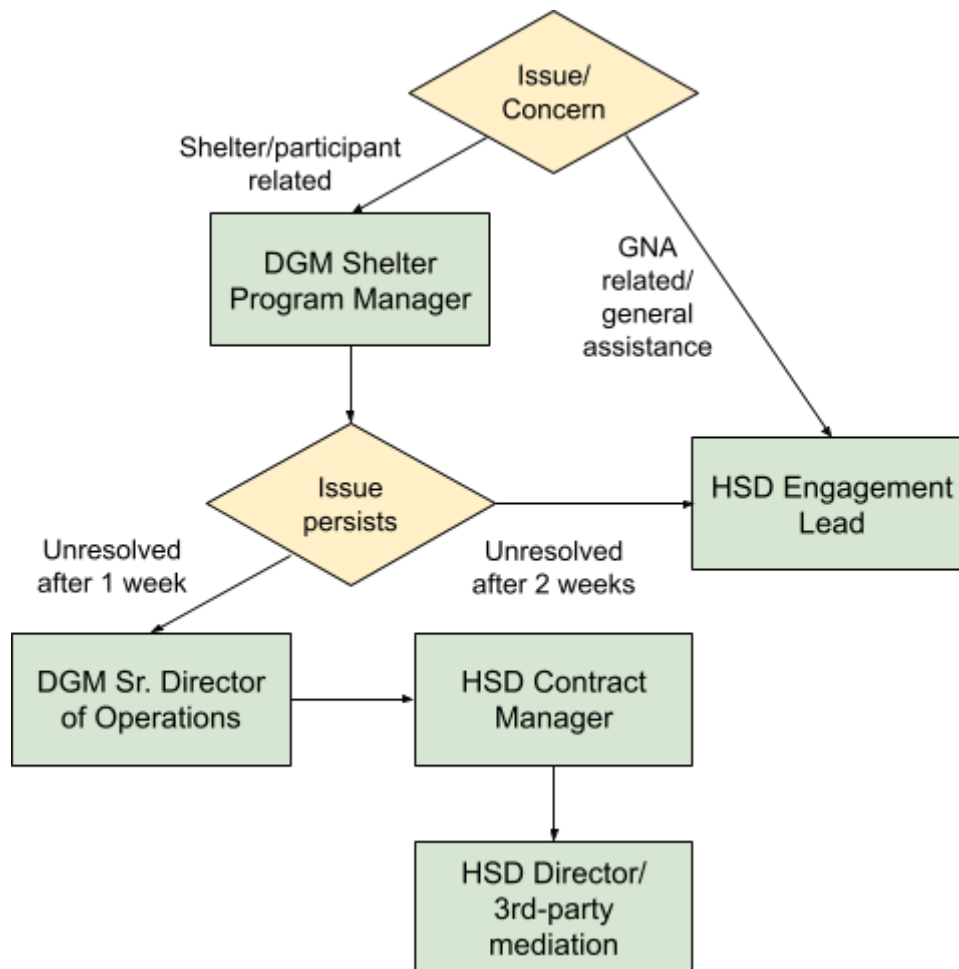 Issue/
Concern
Shelter/participant
related
DGM Shelter
Program Manager
GNA
related/
general
assistance
Issue
persists
HSD Engagement
Lead
Unresolved
after 1 week
Unresolved
after 2 weeks
DGM Sr. Director
of Operations
HSD Contract
Manager
HSD Director/
3rd-party
mediation